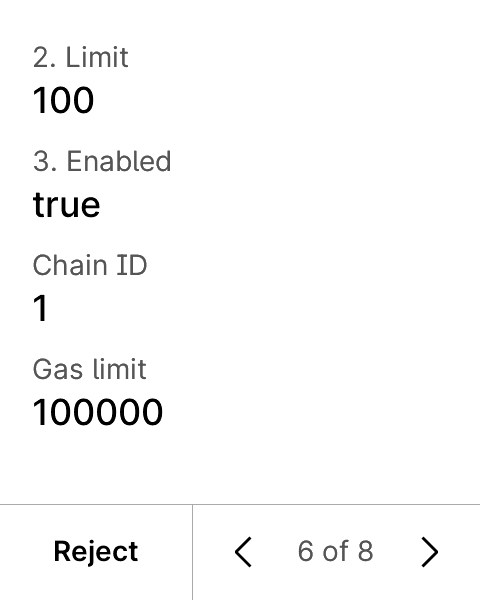 2. Limit
100
3. Enabled
true
Chain ID
1
Gas limit
100000
Reject
6 of 8